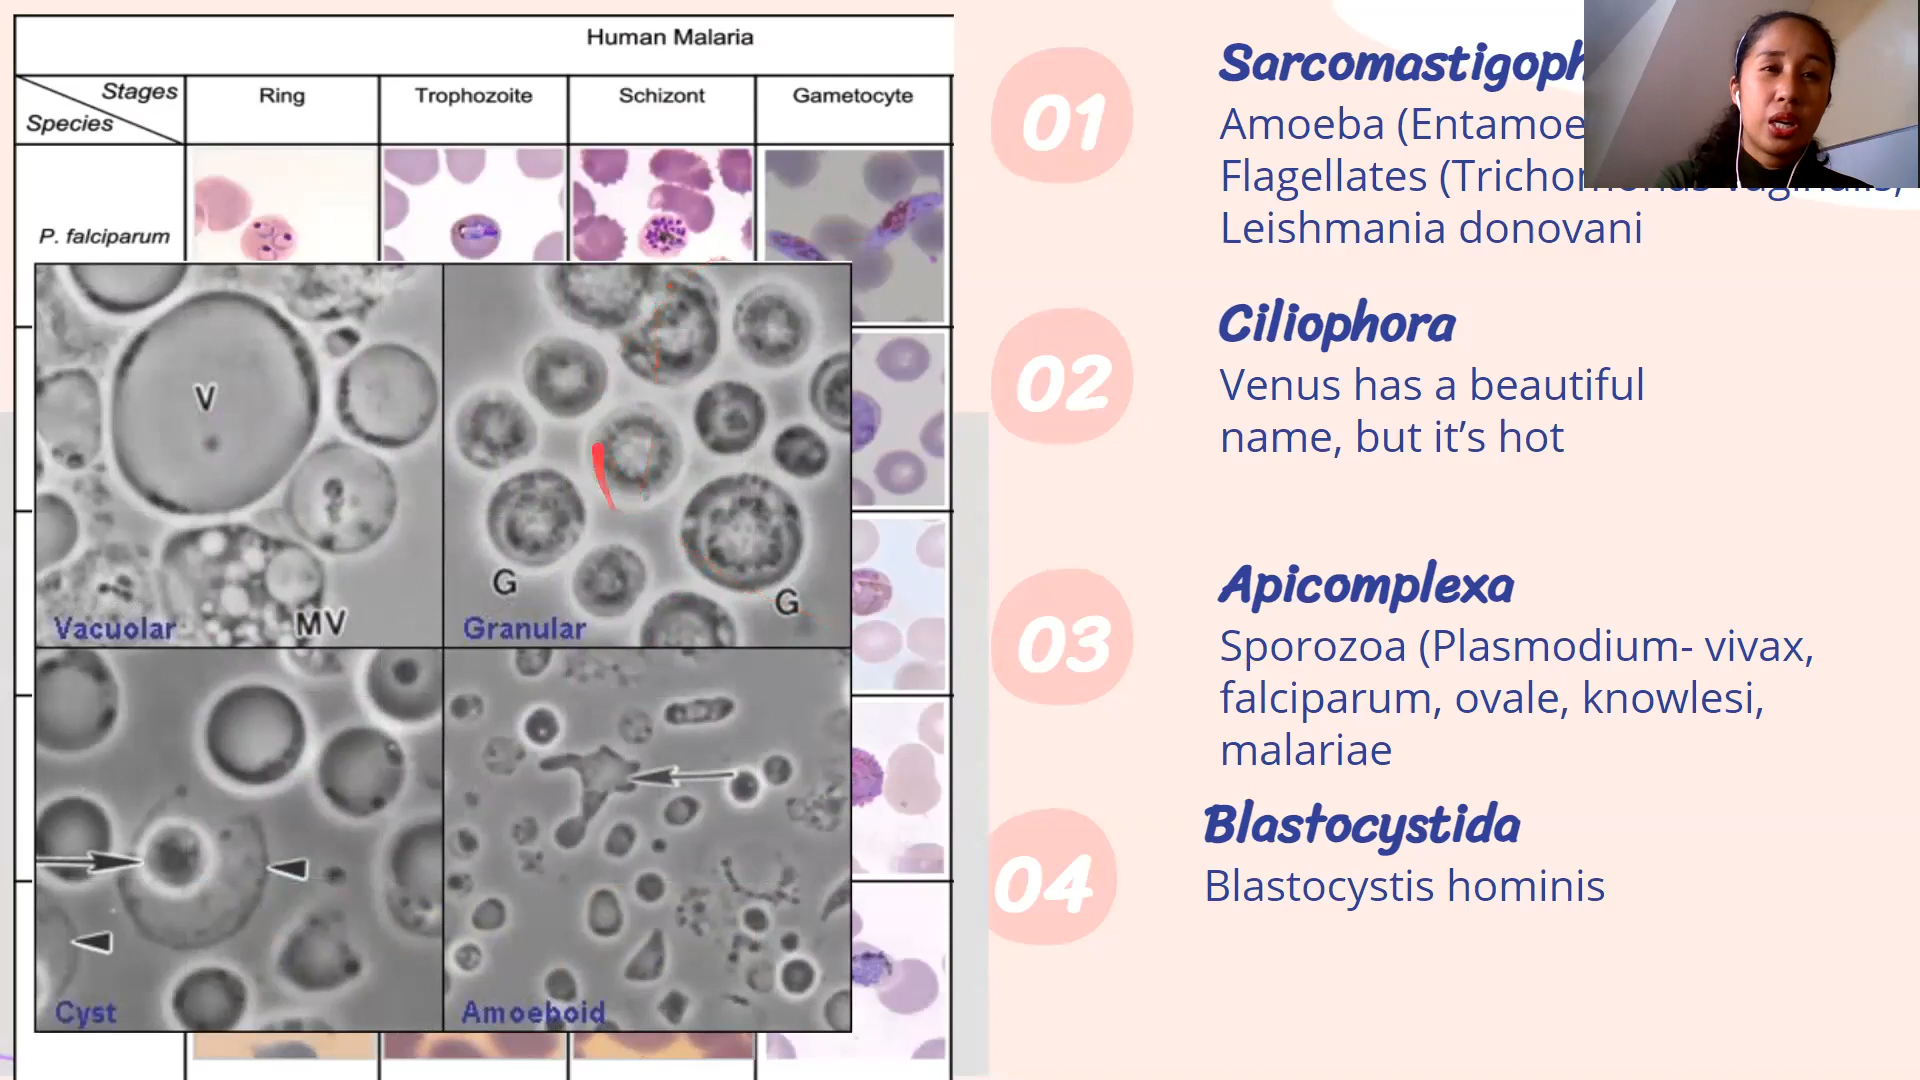 Human Malaria
Stages
Species
Ring
Trophozoite
Schizont
Gametocyte
P. falciparum
V
MV
Vacuolar
G
G
Granular
Cyst
Amoeboid
01
Sarcomastigoph
Amoeba (Entamoe
Flagellates (Trichomonas vaginalis,
Leishmania donovani
02
Ciliophora
Venus has a beautiful
name, but it’s hot
03
Apicomplexa
Sporozoa (Plasmodium- vivax,
falciparum, ovale, knowlesi,
malariae
04
Blastocystida
Blastocystis hominis